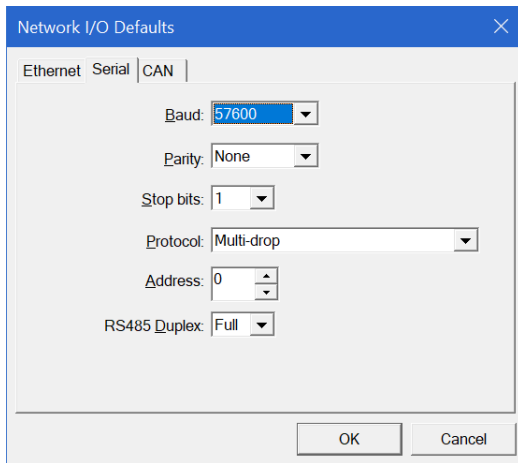 Network I/O Defaults
Ethernet Serial CAN
Baud: 57600
Parity: None
Stop bits: 1
Protocol: Multi-drop
Address: 0
RS485 Duplex: Full
OK Cancel